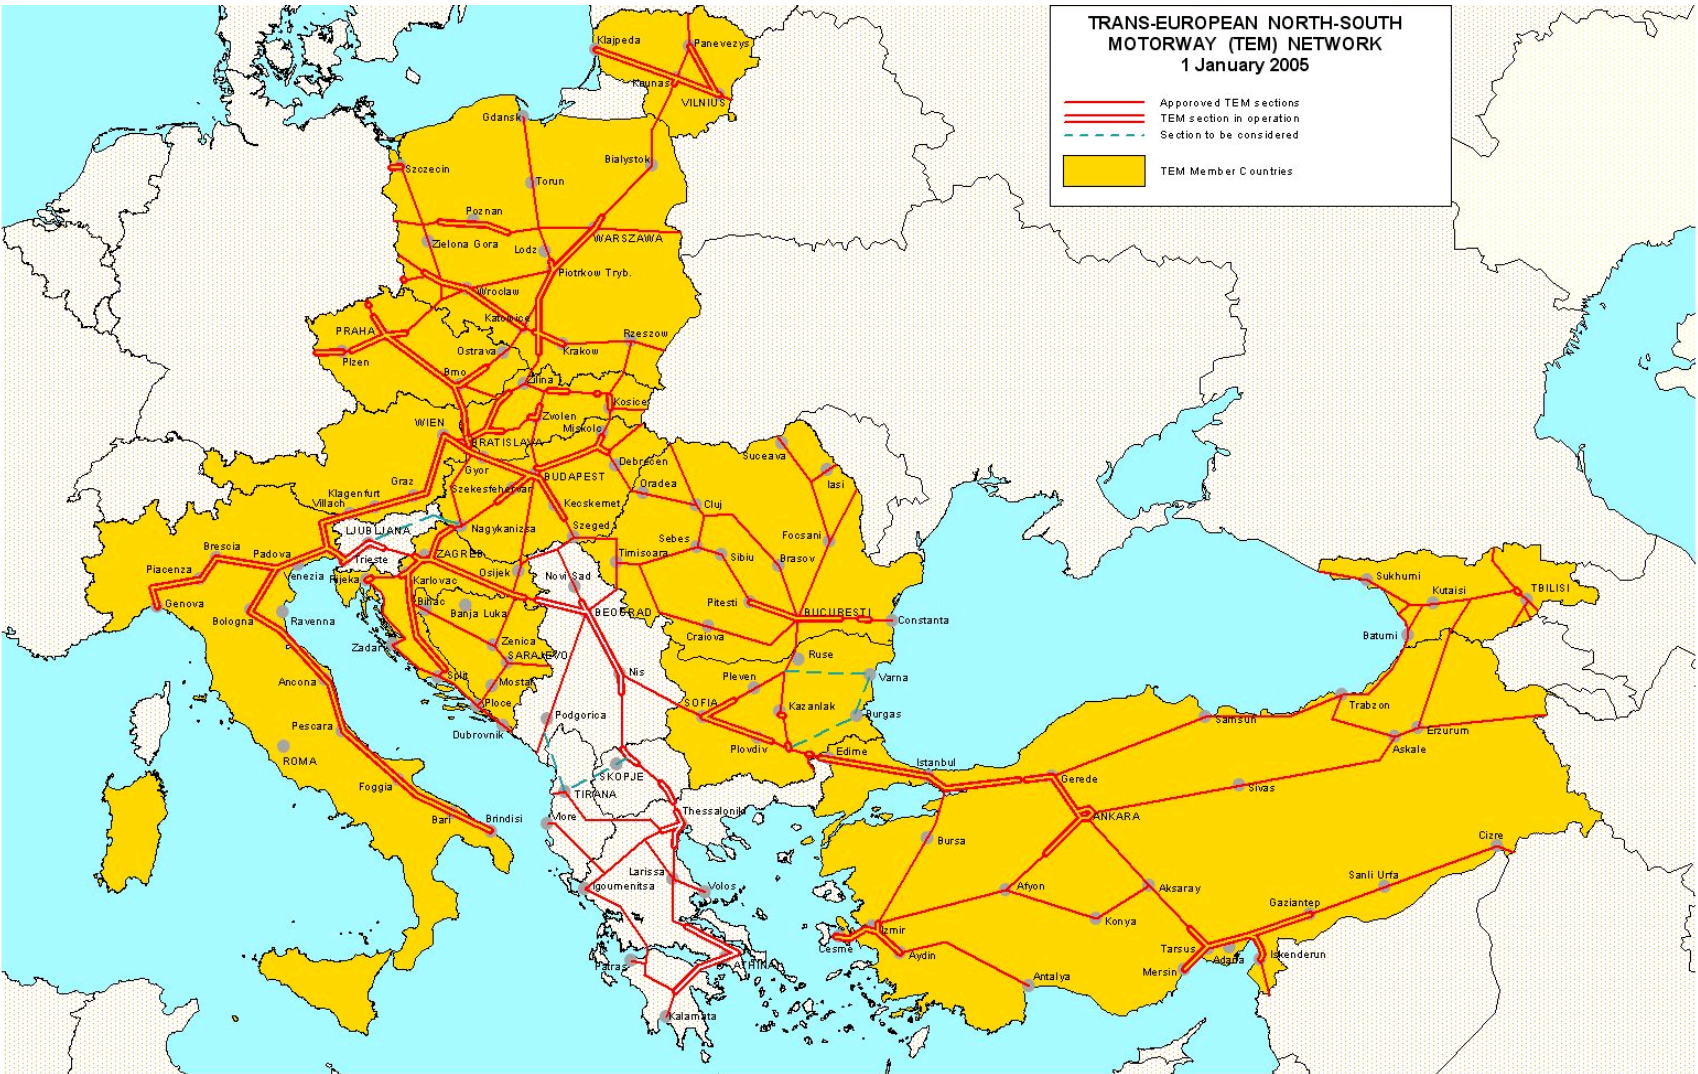 TRANS-EUROPEAN NORTH-SOUTH
MOTORWAY (TEM) NETWORK
1 January 2005
Apporoved TEM sections
TEM section in operation
Section to be considered
TEM Member Countries
Klajpeda
Panevezys
Kaunas
VILNIUS
Gdansk
Bialystok
Szczecin
Torun
Poznan
Zielona Gora
Lodz
WARSZAWA
Piotrkow Tryb.
Wroclaw
Katowice
PRAHA
Rzeszow
Plzen
Ostrava
Krakow
Brno
Zilina
Kosice
WIEN
Zvolen
Miskolc
BRATISLAVA
Suceava
Gyor
Debrecen
BUDAPEST
Graz
Szekesfehervar
Oradea
Iasi
Klagenfurt
Villach
Kecskemet
Cluj
LJUBLJANA
Nagykanizsa
Szeged
Focsani
Sebes
Brescia
Padova
Trieste
ZAGREB
Timisoara
Sibiu
Brasov
Piacenza
Venezia
Rijeka
Karlovac
Osijek
Novi Sad
Sukhumi
Kutaisi
TBILISI
Genova
Bihac
Banja Luka
BEOGRAD
Pitesti
BUCURESTI
Constanta
Bologna
Ravenna
Craiova
Batumi
Zadar
Zenica
SARAJEVO
Ruse
Split
Mostar
Nis
Pleven
Varna
Ancona
Ploce
SOFIA
Kazanlak
Burgas
Trabzon
Pescara
Dubrovnik
Podgorica
Samsun
Erzurum
Plovdiv
Edirne
Askale
ROMA
SKOPJE
Istanbul
Gerede
Foggia
TIRANA
Sivas
Bari
Brindisi
Vlore
Thessaloniki
ANKARA
Bursa
Cizre
Larissa
Igoumenitsa
Volos
Afyon
Aksaray
Sanli Urfa
Gaziantep
Konya
Izmir
Cesme
Tarsus
Patras
ATHINAI
Aydin
Adana
Iskenderun
Mersin
Antalya
Kalamata